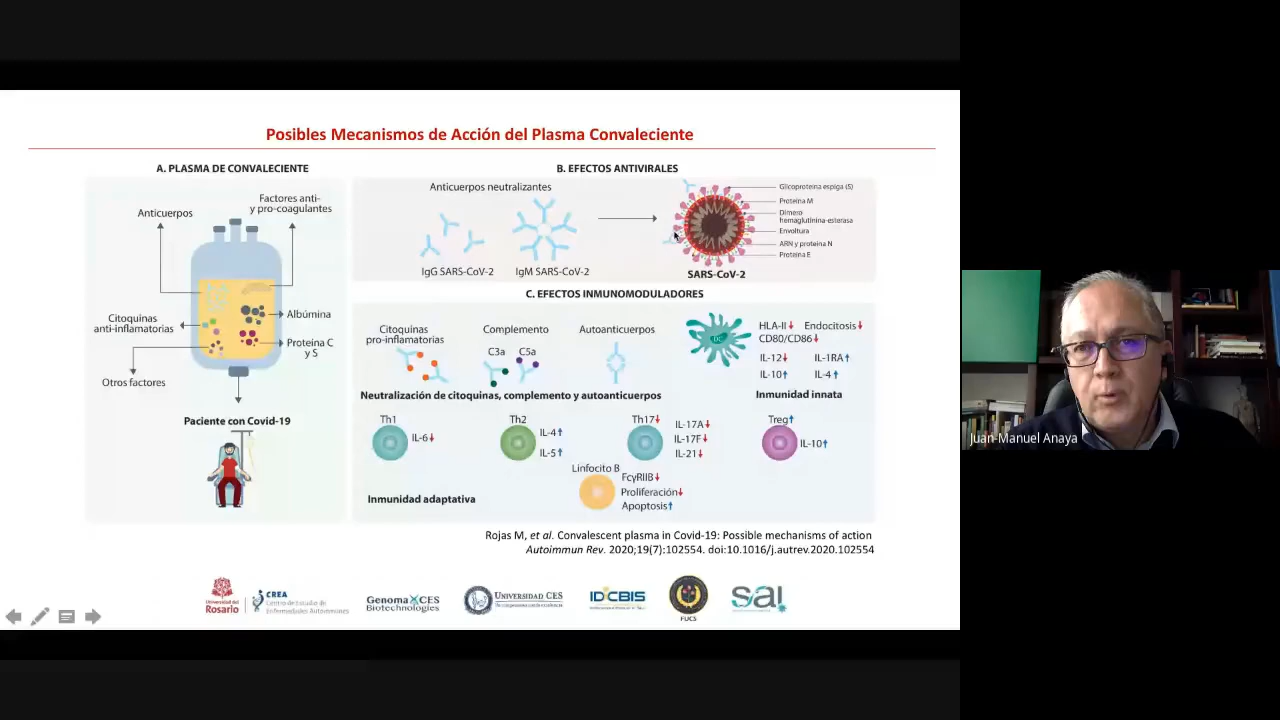 Posibles Mecanismos de Acción del Plasma Convaleciente
A. PLASMA DE CONVALECIENTE
Anticuerpos
Factores anti-
y pro-coagulantes
Citoquinas
anti-inflamatorias
Albúmina
Proteína C
y S
Otros factores
Paciente con Covid-19
B. EFECTOS ANTIVIRALES
Anticuerpos neutralizantes
IgG SARS-CoV-2
IgM SARS-CoV-2
Glicoproteina espiga (S)
Proteina M
Dímero
hemaglutinina-esterasa
Envoltura
ARN y proteína N
Proteína E
SARS-CoV-2
C. EFECTOS INMUNOMODULADORES
Citoquinas
pro-inflamatorias
Complemento
C3a
C5a
Autoanticuerpos
DC
HLA-II↓ Endocitosis↓
CD80/CD86↓
IL-12↓ IL-1RA↑
IL-10↑ IL-4↑
Neutralización de citoquinas, complemento y autoanticuerpos
Inmunidad innata
Th1
IL-6↓
Th2
IL-4↑
IL-5↑
Th17↓
IL-17A↓
IL-17F↓
IL-21↓
Treg↑
IL-10↑
Linfocito B
FcγRIIB↓
Proliferación↓
Apoptosis↑
Inmunidad adaptativa
Rojas M, et al. Convalescent plasma in Covid-19: Possible mechanisms of action
Autoimmun Rev. 2020;19(7):102554. doi:10.1016/j.autrev.2020.102554
Universidad del
Rosario
CREA
Centro de Estudio de
Enfermedades Autoinmunes
Genoma CES
Biotechnologies
UNIVERSIDAD CES
IDCBIS
FUCS
sai
Juan-Manuel Anaya